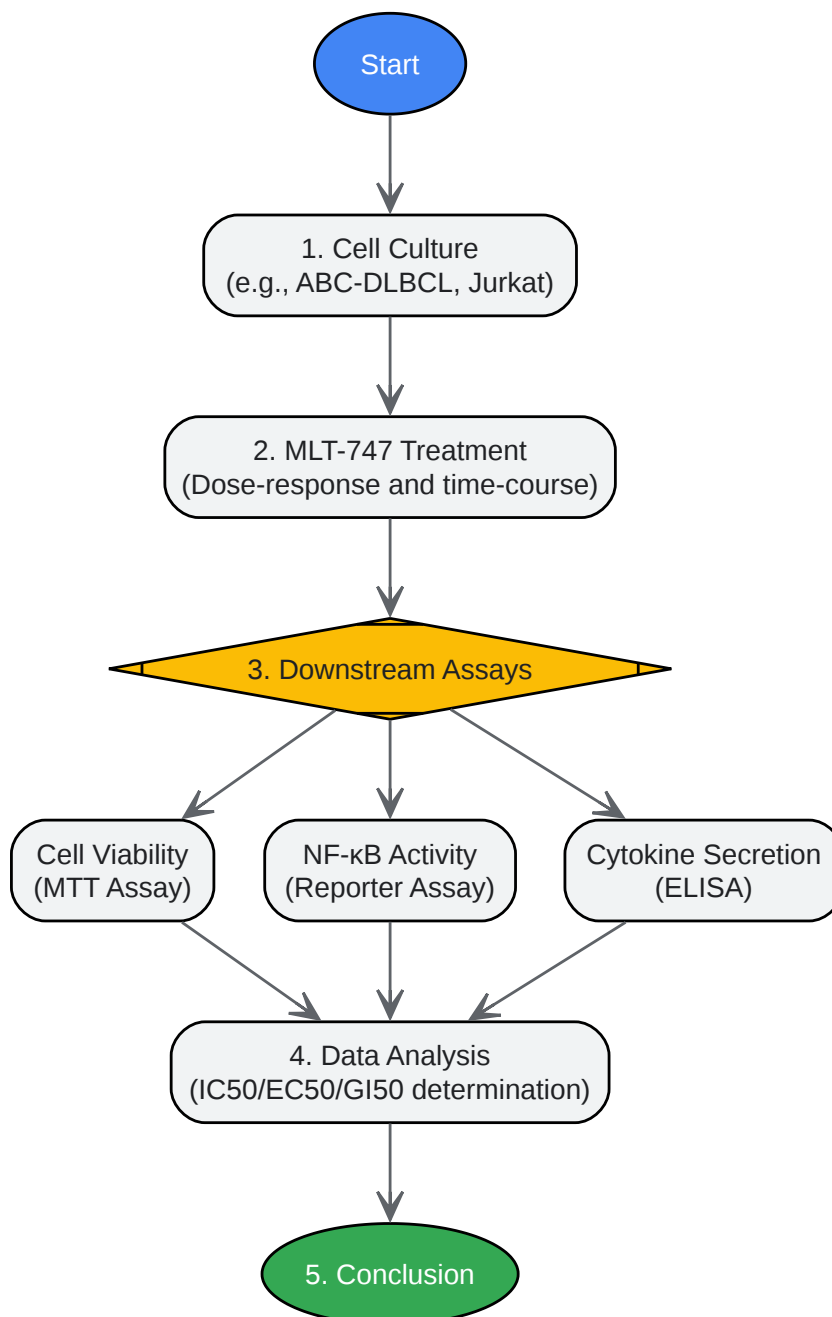 Start
1. Cell Culture
(e.g., ABC-DLBCL, Jurkat)
2. MLT-747 Treatment
(Dose-response and time-course)
3. Downstream Assays
Cell Viability
(MTT Assay)
NF-κB Activity
(Reporter Assay)
Cytokine Secretion
(ELISA)
4. Data Analysis
(IC50/EC50/GI50 determination)
5. Conclusion